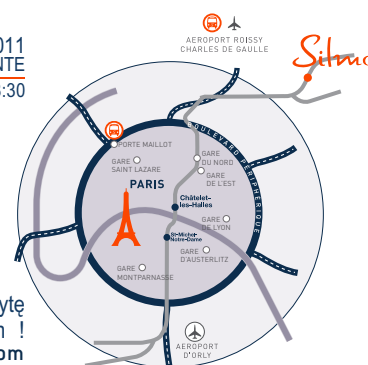 2011
AEROPORT ROISSY
CHARLES DE GAULLE
NTE
:30
PORTE MAILLOT
BOULEVARD PÉRIPHÉRIQUE
GARE
SAINT LAZARE
GARE
DU NORD
GARE
DE L'EST
PARIS
Châtelet-
les-Halles
GARE
DE LYON
St-Michel
Notre-Dame
GARE
D'AUSTERLITZ
GARE
MONTPARNASSE
ytę
n !
om
AEROPORT
D'ORLY